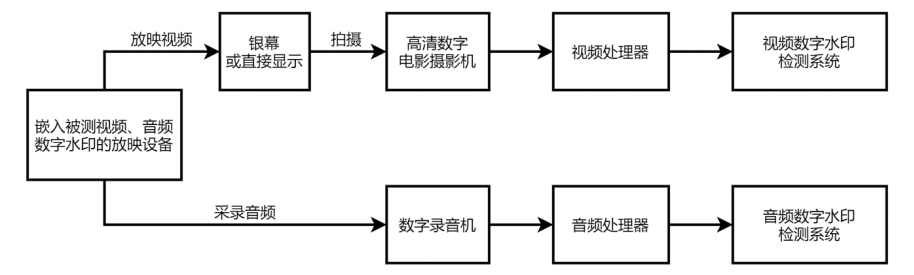 放映视频
银幕
或直接显示
拍摄
高清数字
电影摄影机
视频处理器
视频数字水印
检测系统
嵌入被测视频、音频
数字水印的放映设备
采录音频
数字录音机
音频处理器
音频数字水印
检测系统